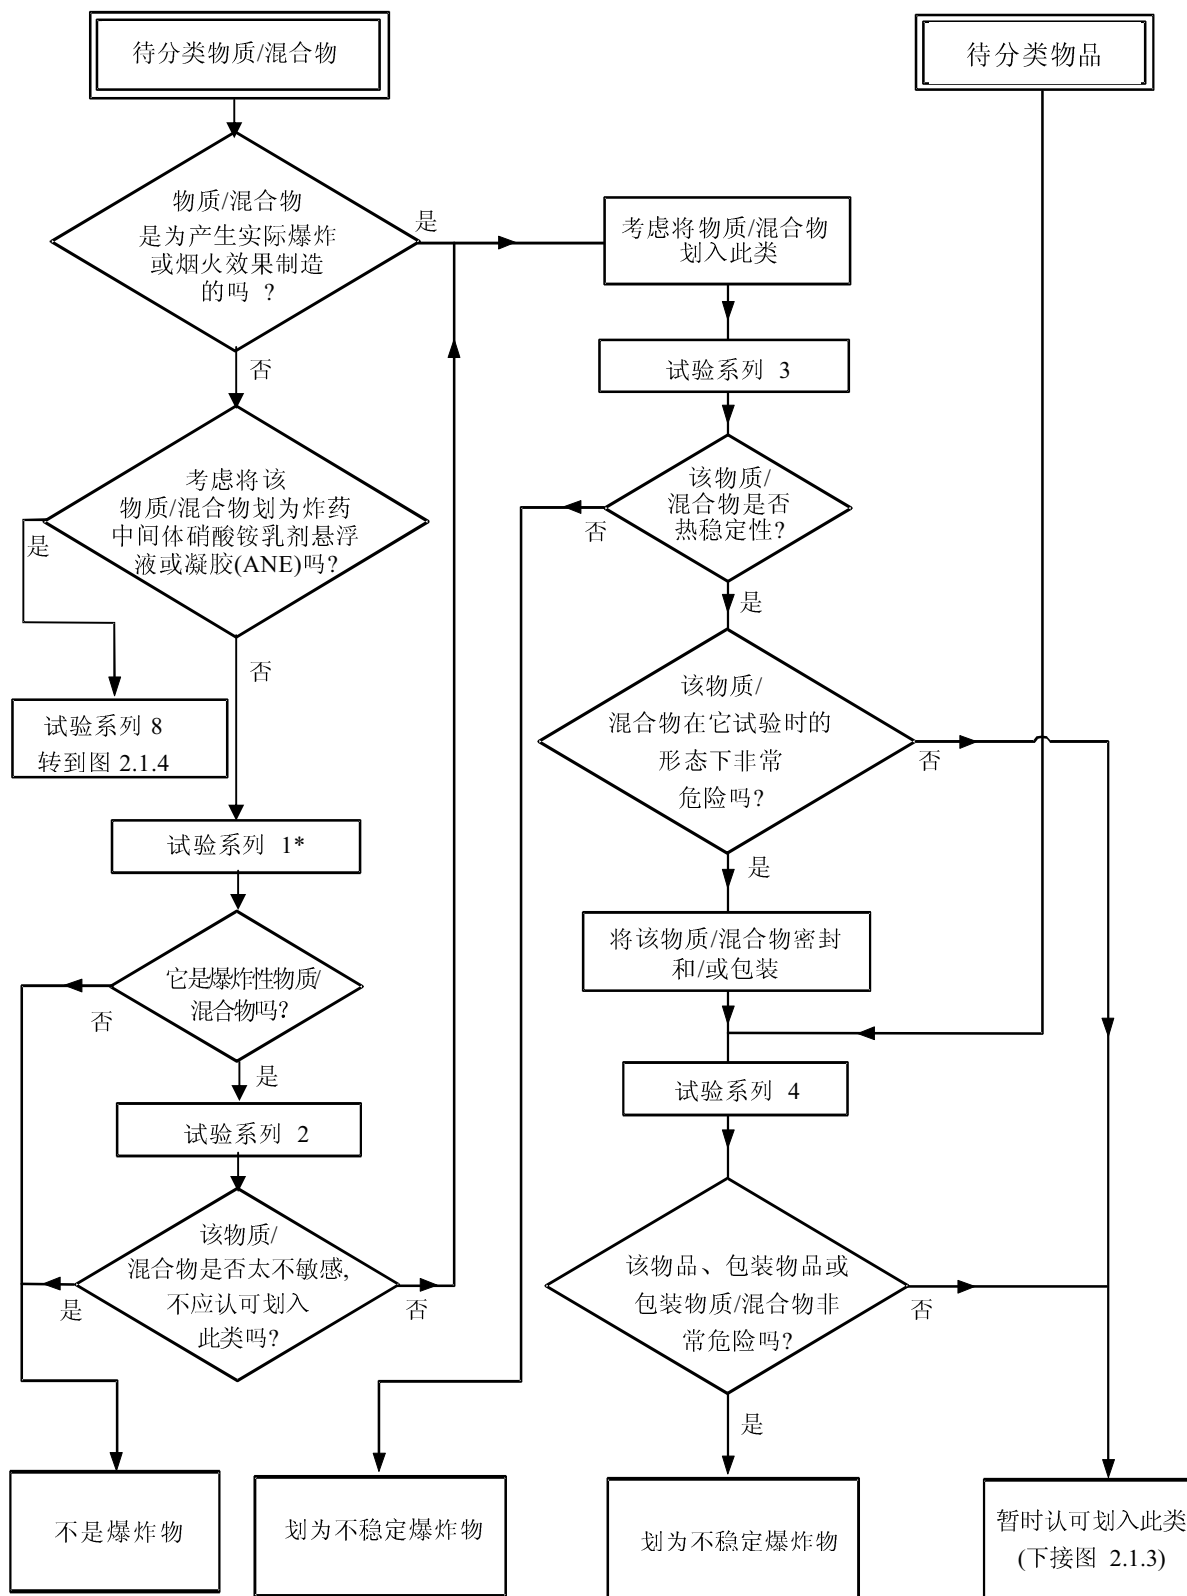 待分类物质/混合物
待分类物品
物质/混合物
是为产生实际爆炸
或烟火效果制造
的吗 ?
是
否
考虑将物质/混合物
划入此类
试验系列 3
考虑将该
物质/混合物划为炸药
中间体硝酸铵乳剂悬浮
液或凝胶(ANE)吗?
是
否
该物质/
混合物是否
热稳定性?
否
是
试验系列 8
转到图 2.1.4
该物质/
混合物在它试验时的
形态下非常
危险吗?
否
是
试验系列 1*
将该物质/混合物密封
和/或包装
它是爆炸性物质/
混合物吗?
否
是
试验系列 4
试验系列 2
该物质/
混合物是否太不敏感,
不应认可划入
此类吗?
是
否
该物品、包装物品或
包装物质/混合物非
常危险吗?
否
是
不是爆炸物
划为不稳定爆炸物
划为不稳定爆炸物
暂时认可划入此类
(下接图 2.1.3)